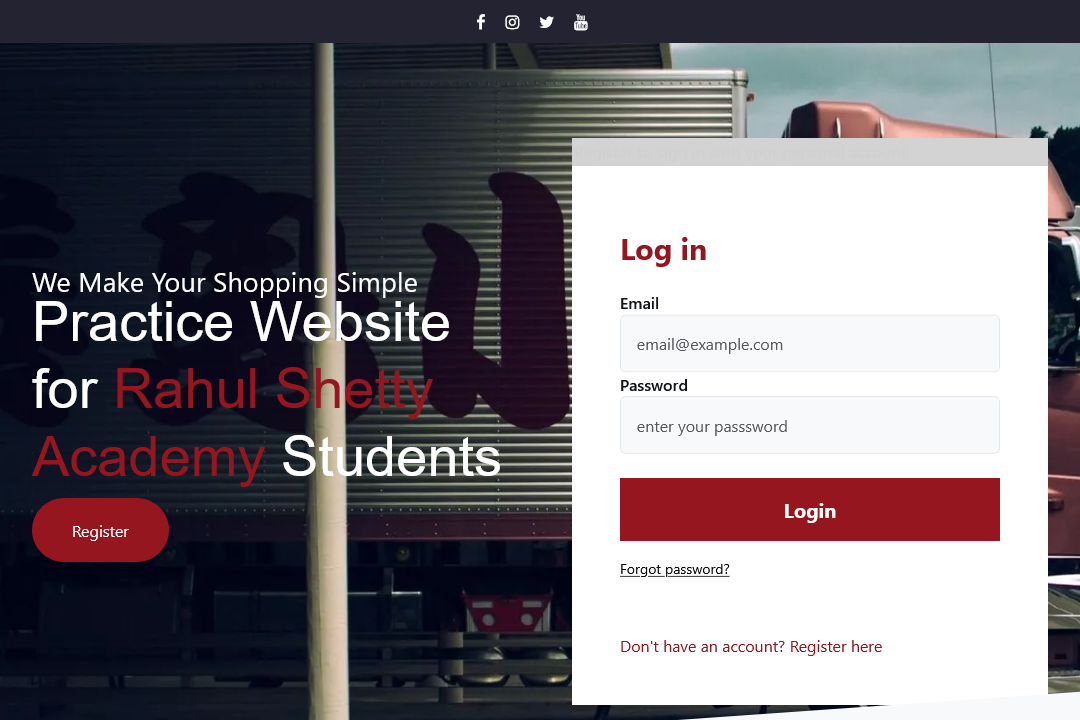 We Make Your Shopping Simple
Practice Website
for Rahul Shetty
Academy Students
Register
Log in
Email
email@example.com
Password
enter your passsword
Login
Forgot password?
Don't have an account? Register here